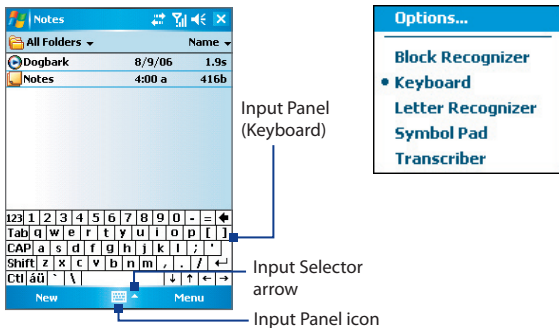 Notes
All Folders Name
Dogbark 8/9/06 1.9s
Notes 4:00 a 416b
123 1 2 3 4 5 6 7 8 9 0 - =
Tab q w e r t y u i o p [ ]
CAP a s d f g h j k l ; '
Shift z x c v b n m , . /
Ctl áü ` \
New Menu
Input Panel
(Keyboard)
Input Selector
arrow
Input Panel icon
Options...
Block Recognizer
Keyboard
Letter Recognizer
Symbol Pad
Transcriber